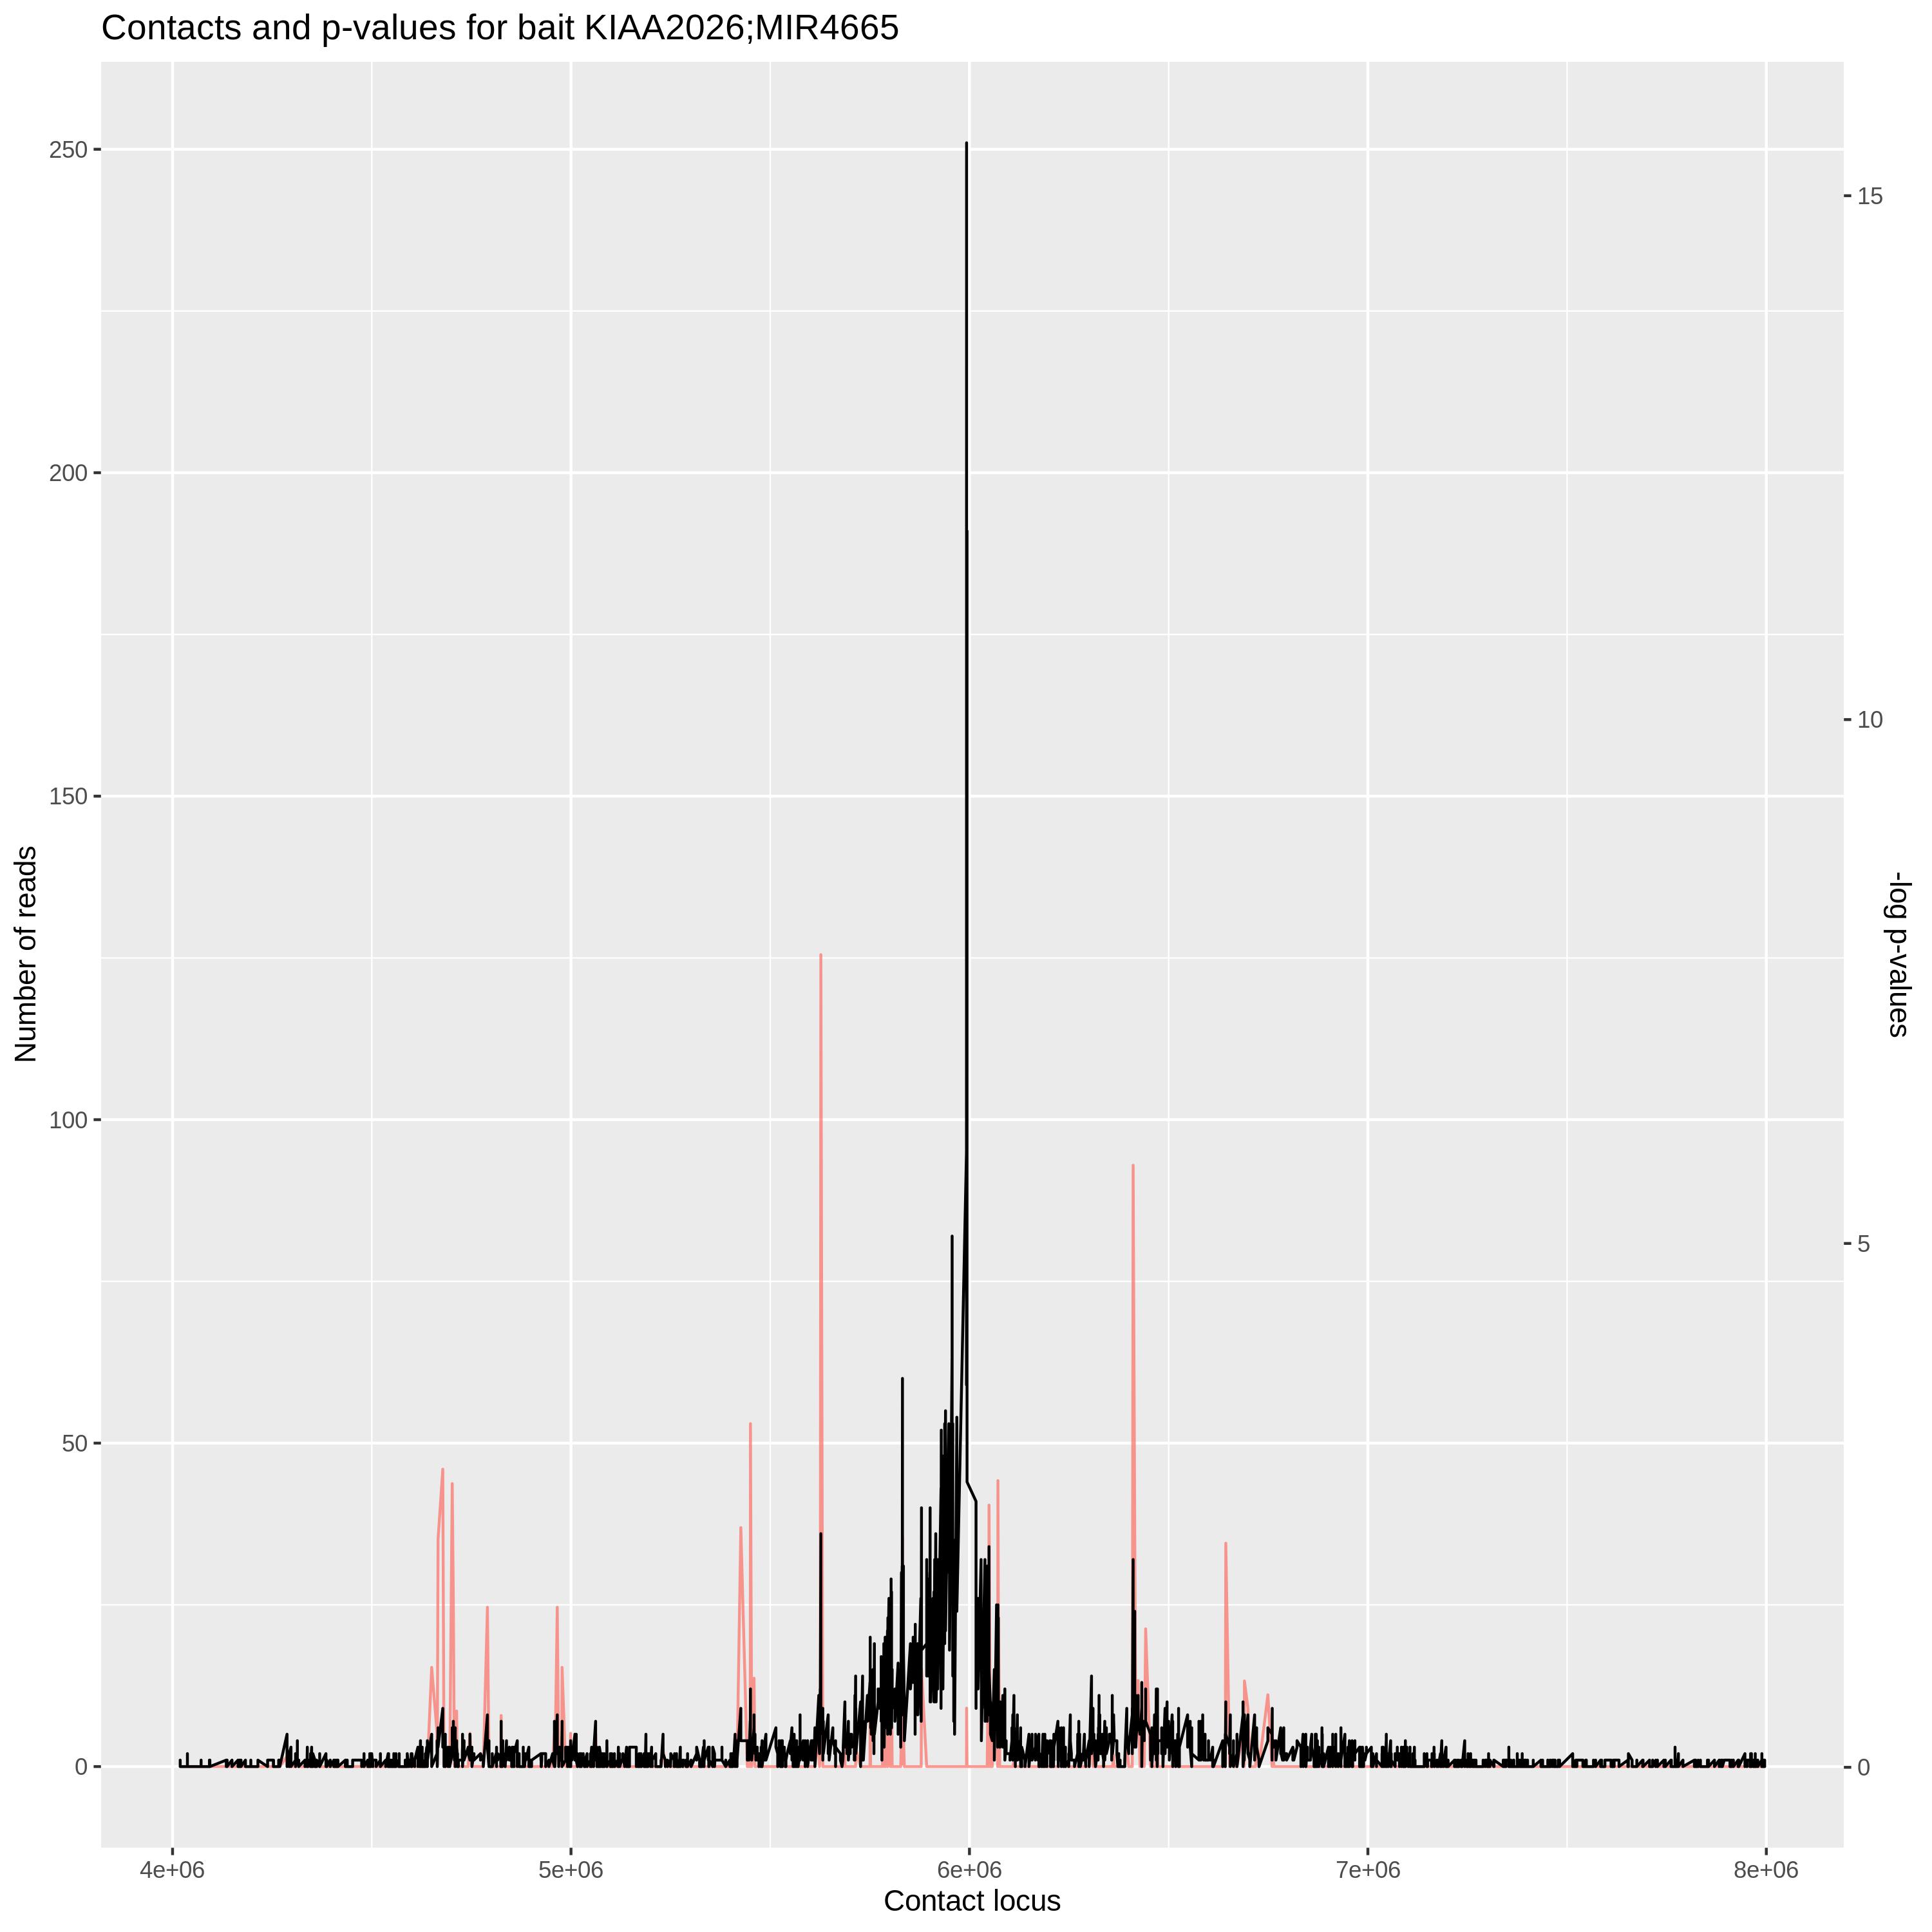 Contacts and p-values for bait KIAA2026;MIR4665
250
200
150
100
50
0
Number of reads
15
10
5
0
-log p-values
4e+06
5e+06
6e+06
7e+06
8e+06
Contact locus